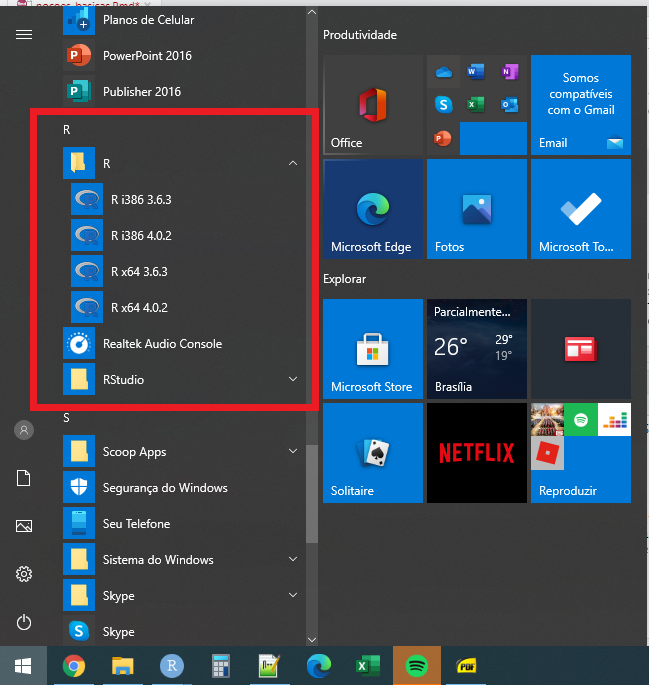 nocoes_basicas.Rmd*
Planos de Celular
PowerPoint 2016
Publisher 2016
R
R
R i386 3.6.3
R i386 4.0.2
R x64 3.6.3
R x64 4.0.2
Realtek Audio Console
RStudio
S
Scoop Apps
Segurança do Windows
Seu Telefone
Sistema do Windows
Skype
Skype
Produtividade
Office
Somos
compatíveis
com o Gmail
Email
Microsoft Edge
Fotos
Microsoft To...
Explorar
Microsoft Store
Parcialmente...
26°
29°
19°
Brasília
Solitaire
NETFLIX
Reproduzir
R
PDF